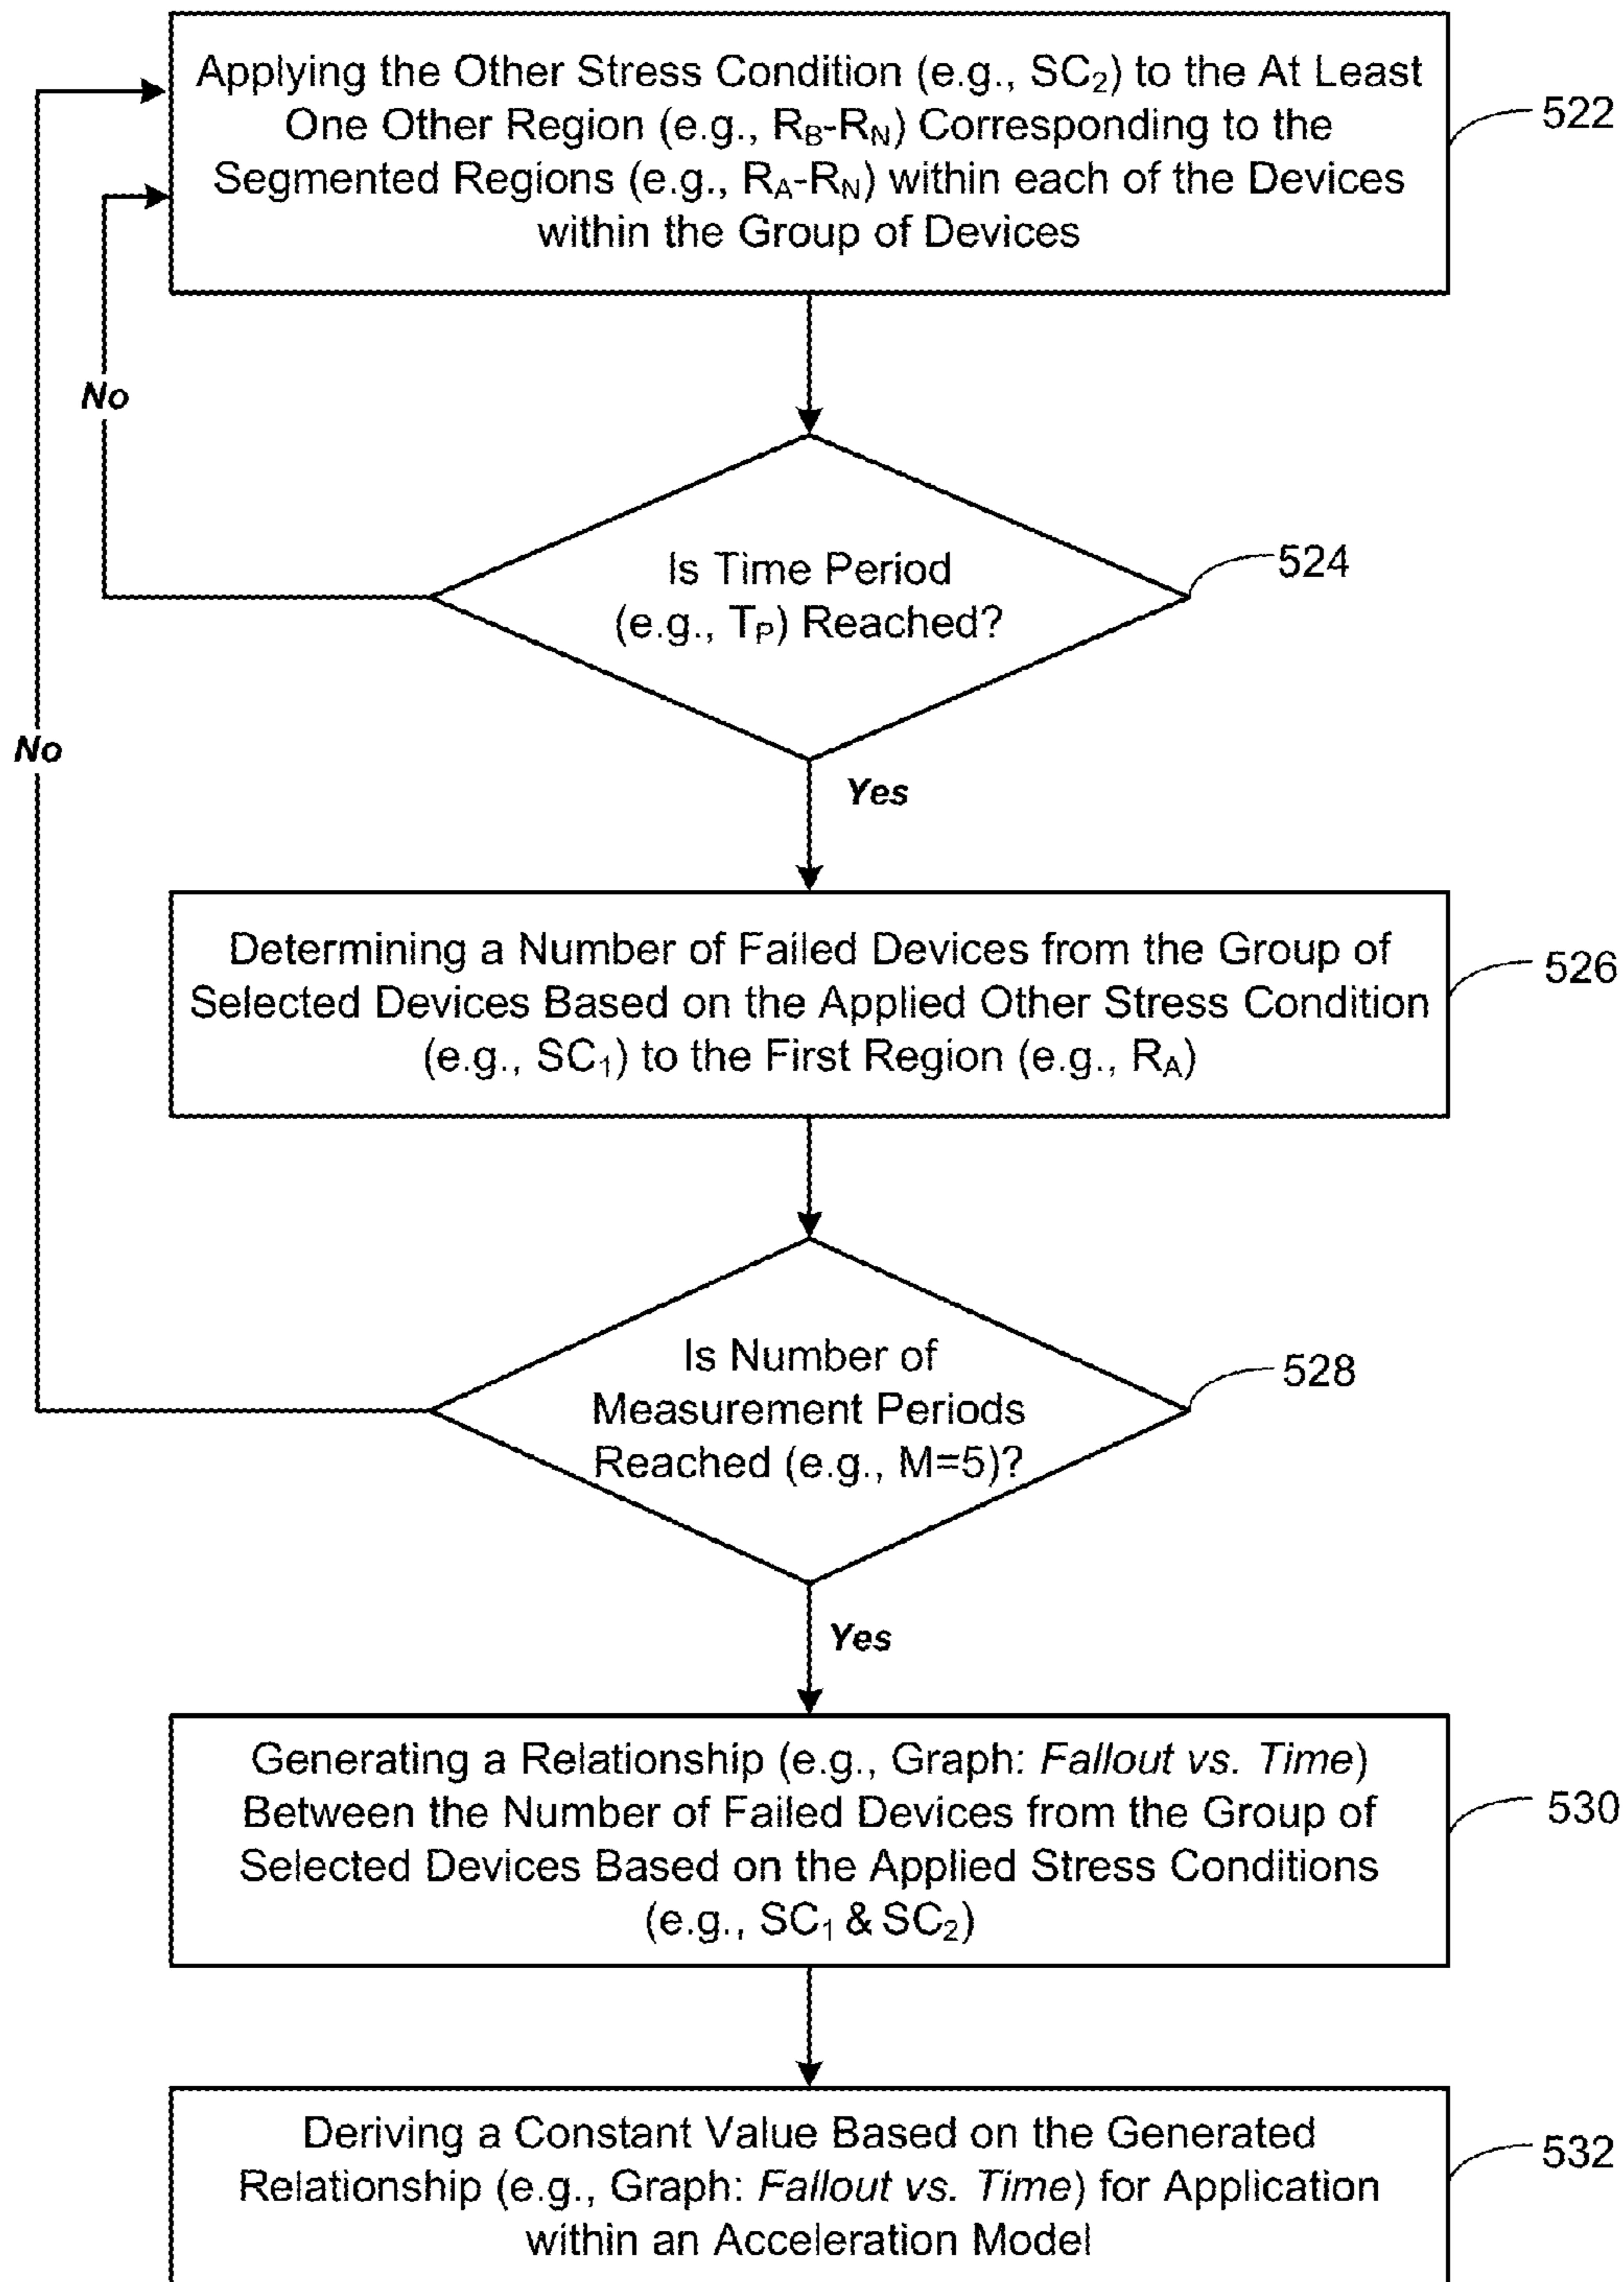 Applying the Other Stress Condition (e.g., SC₂) to the At Least
One Other Region (e.g., R_B-R_N) Corresponding to the
Segmented Regions (e.g., R_A-R_N) within each of the Devices
within the Group of Devices
522
No
Is Time Period
(e.g., T_P) Reached?
524
No
Yes
Determining a Number of Failed Devices from the Group of
Selected Devices Based on the Applied Other Stress Condition
(e.g., SC₁) to the First Region (e.g., R_A)
526
Is Number of
Measurement Periods
Reached (e.g., M=5)?
528
Yes
Generating a Relationship (e.g., Graph: Fallout vs. Time)
Between the Number of Failed Devices from the Group of
Selected Devices Based on the Applied Stress Conditions
(e.g., SC₁ & SC₂)
530
Deriving a Constant Value Based on the Generated
Relationship (e.g., Graph: Fallout vs. Time) for Application
within an Acceleration Model
532